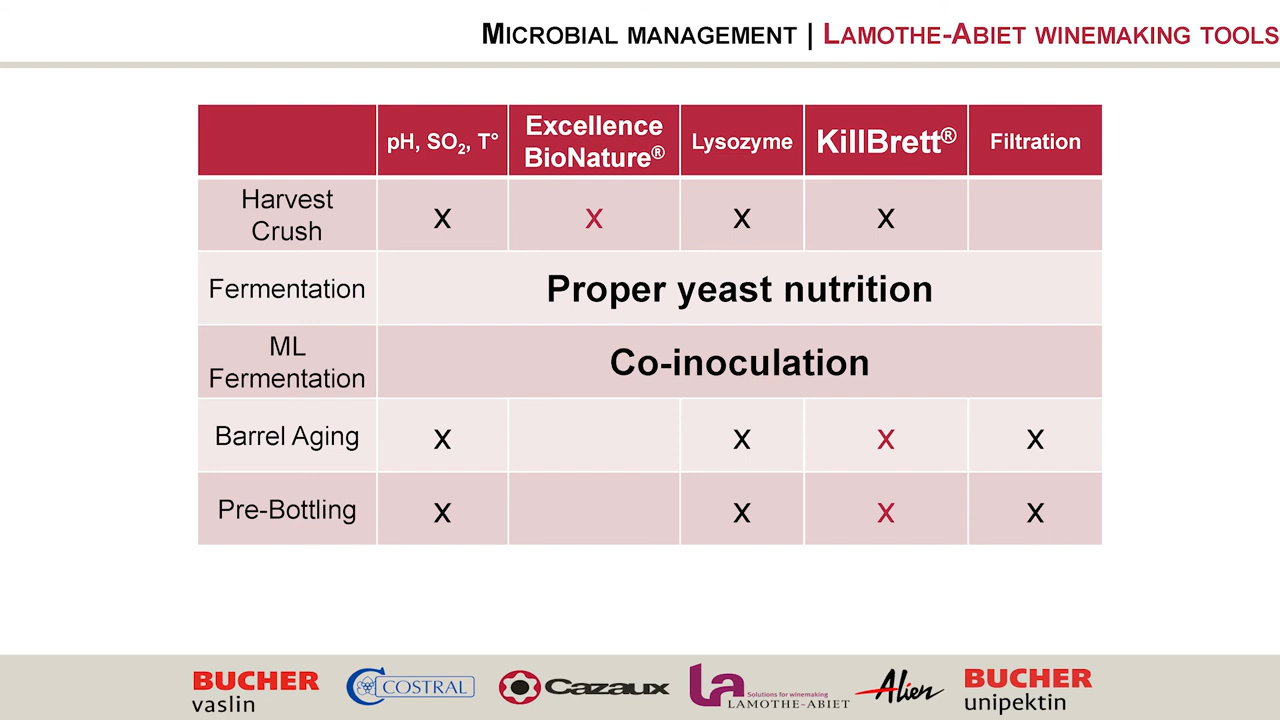 MICROBIAL MANAGEMENT | LAMOTHE-ABIET WINEMAKING TOOLS
pH, SO₂, T° Excellence BioNature® Lysozyme KillBrett® Filtration
Harvest Crush x x x x
Fermentation Proper yeast nutrition
ML Fermentation Co-inoculation
Barrel Aging x x x x
Pre-Bottling x x x x
BUCHER vaslin
COSTRAL
Cazaux
La Solutions for winemaking LAMOTHE-ABIET
Alien
BUCHER unipektin